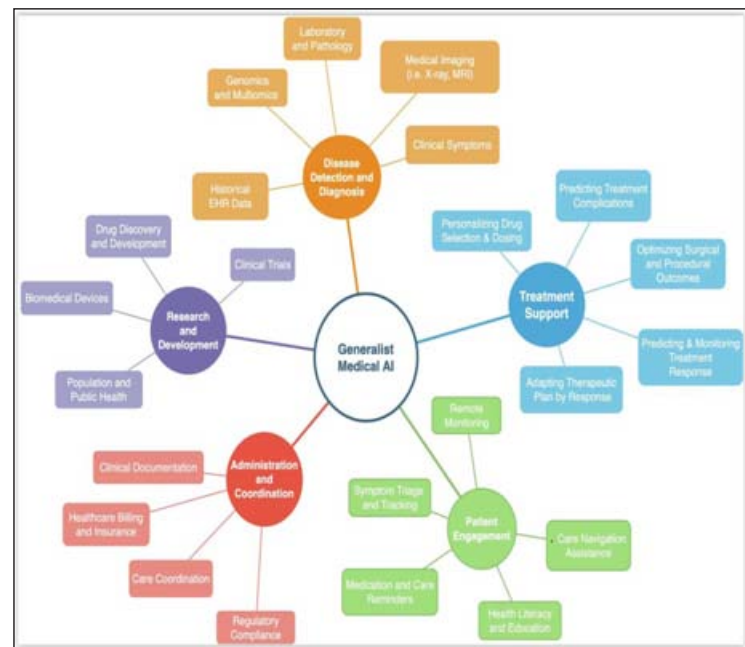 Laboratory
and Pathology
Medical Imaging
(i.e. X-ray, MRI)
Genomics
and Multiomics
Clinical Symptoms
Disease
Detection and
Diagnosis
Historical
EHR Data
Predicting Treatment
Complications
Personalizing Drug
Selection & Dosing
Optimizing Surgical
and Procedural
Outcomes
Treatment
Support
Predicting & Monitoring
Treatment
Response
Adapting Therapeutic
Plan by Response
Drug Discovery
and Development
Clinical Trials
Biomedical Devices
Research
and
Development
Population and
Public Health
Generalist
Medical AI
Remote
Monitoring
Symptom Triage
and Tracking
Patient
Engagement
Care Navigation
Assistance
Medication and Care
Reminders
Health Literacy
and Education
Clinical Documentation
Administration
and
Coordination
Healthcare Billing
and Insurance
Care Coordination
Regulatory
Compliance